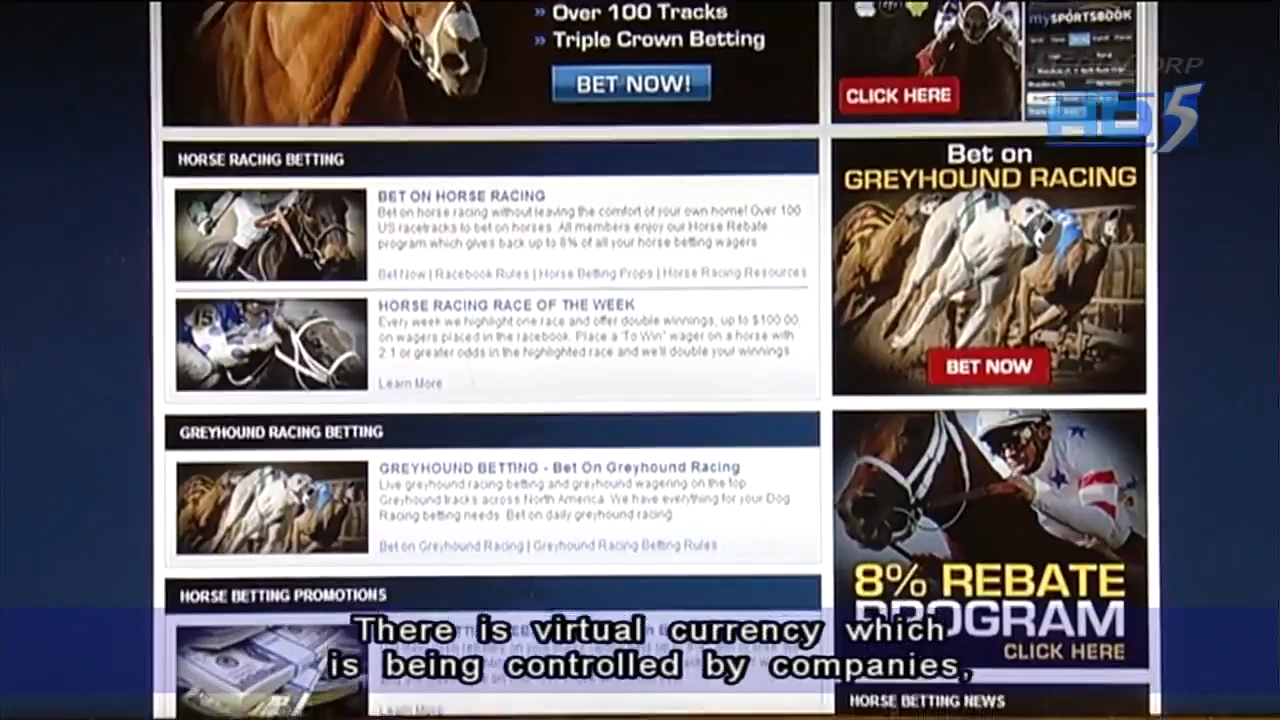 » Over 100 Tracks
» Triple Crown Betting
BET NOW!
mySPORTSBOOK
CLICK HERE
CORP
HD5
HORSE RACING BETTING
BET ON HORSE RACING
Bet on horse racing without leaving the comfort of your own home! Over 100
US racetracks to bet on horses. All members enjoy our Horse Rebate
program which gives back up to 8% of all your horse betting wagers
Bet Now | Racebook Rules | Horse Betting Props | Horse Racing Resources
HORSE RACING RACE OF THE WEEK
Every week we highlight one race and offer double winnings, up to $100.00,
on wagers placed in the racebook. Place a "To Win" wager on a horse with
2.1 or greater odds in the highlighted race and we'll double your winnings
Learn More
Bet on
GREYHOUND RACING
BET NOW
GREYHOUND RACING BETTING
GREYHOUND BETTING - Bet On Greyhound Racing
Live greyhound racing betting and greyhound wagering on the top
Greyhound tracks across North America. We have everything for your Dog
Racing betting needs. Bet on daily greyhound racing
Bet on Greyhound Racing | Greyhound Racing Betting Rules
8% REBATE
PROGRAM
CLICK HERE
HORSE BETTING PROMOTIONS
There is virtual currency which
is being controlled by companies,
Learn More
HORSE BETTING NEWS